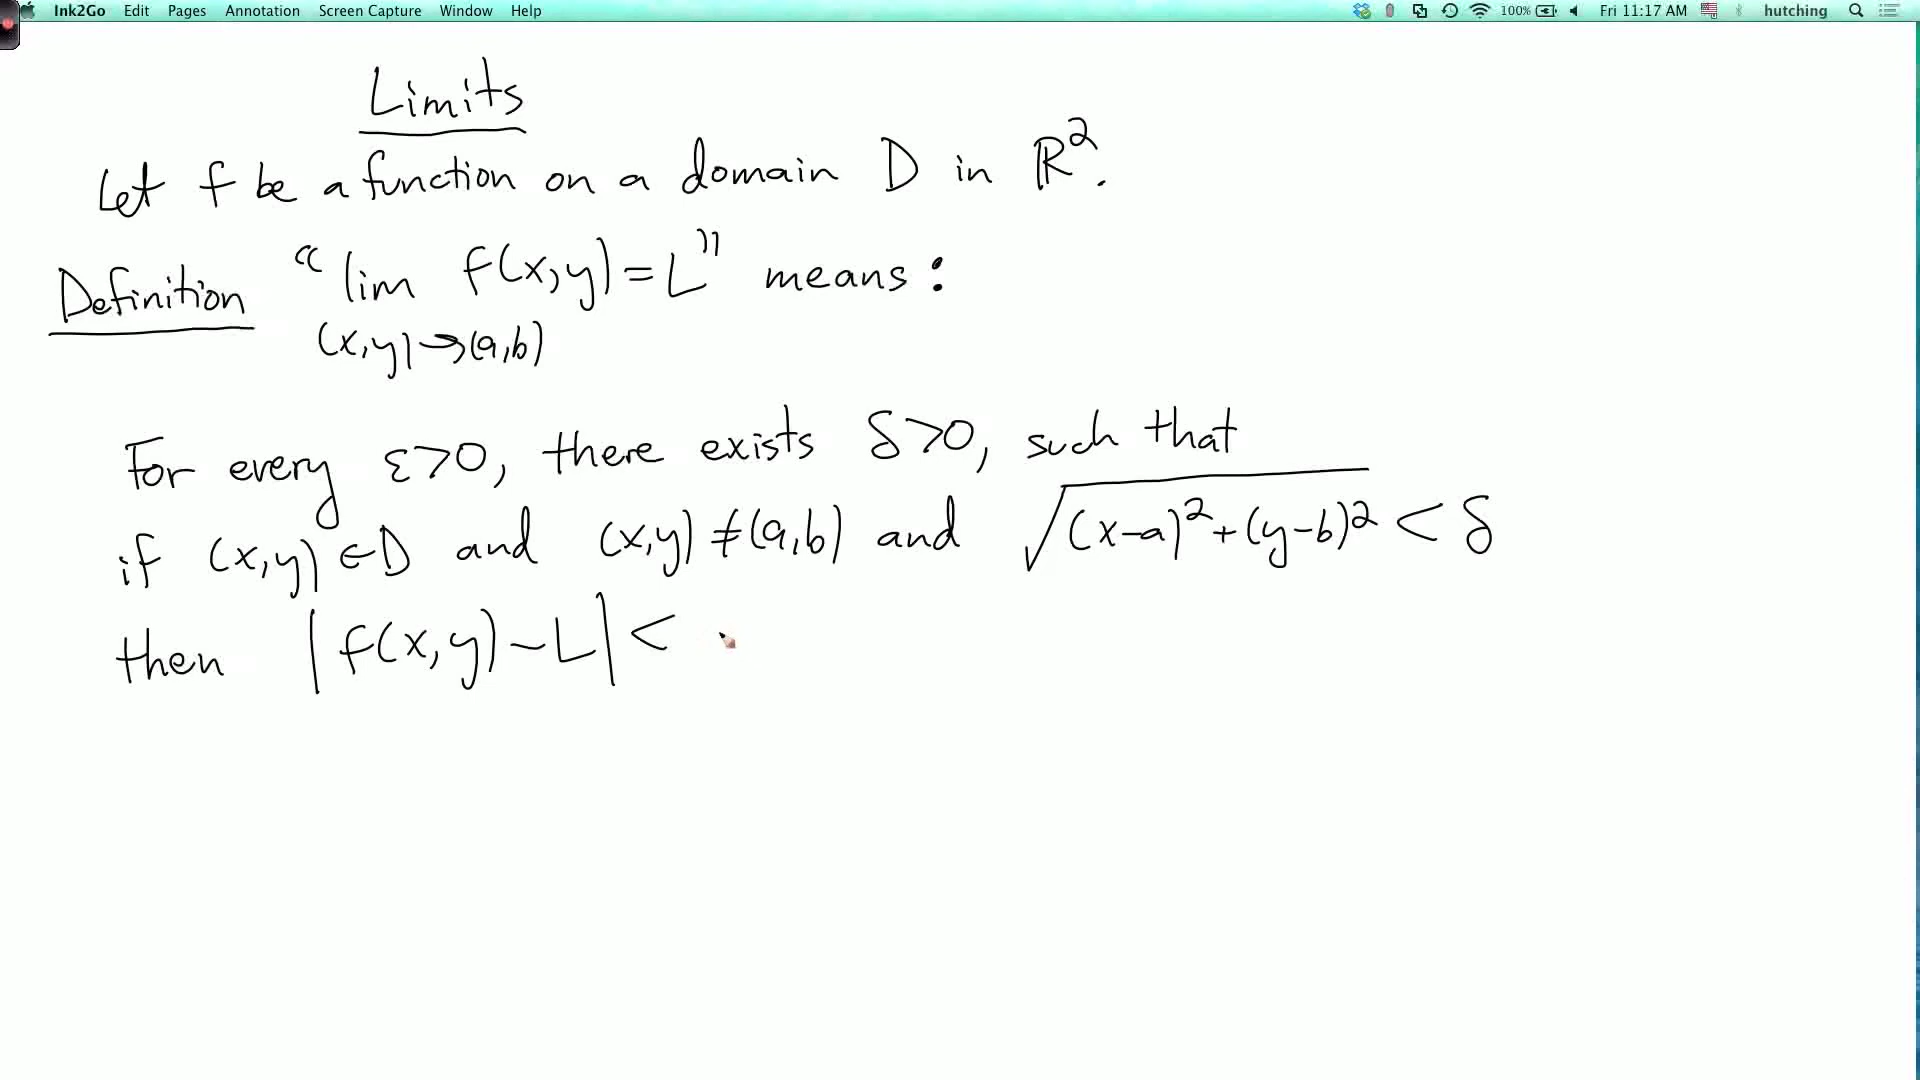 Ink2Go Edit Pages Annotation Screen Capture Window Help 100% Fri 11:17 AM hutching
Limits
Let f be a function on a domain D in ℝ².
Definition “lim f(x,y)=L” means:
(x,y)→(a,b)
For every ε>0, there exists δ>0, such that
if (x,y)∈D and (x,y)≠(a,b) and √((x-a)²+(y-b)²) < δ
then |f(x,y)-L| <